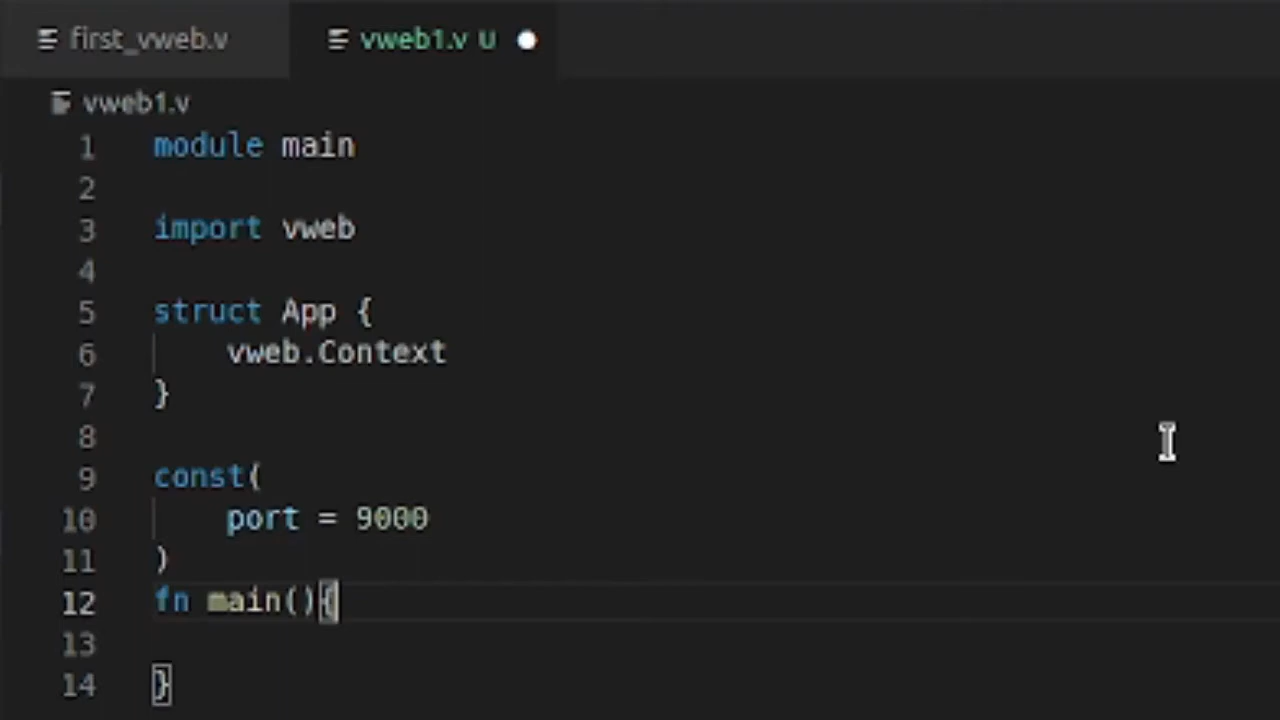 first_vweb.v
vweb1.v U
vweb1.v
1 module main
2
3 import vweb
4
5 struct App {
6 vweb.Context
7 }
8
9 const(
10 port = 9000
11 )
12 fn main(){
13
14 }